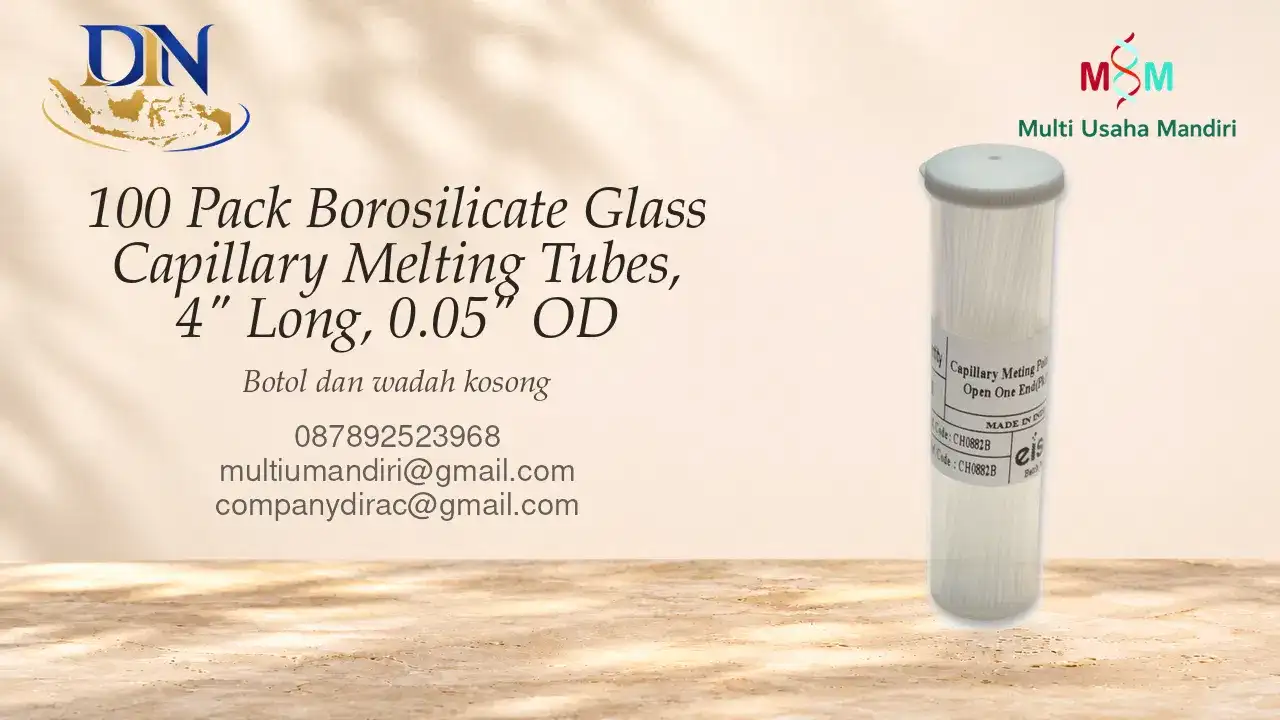 DIN
M M
Multi Usaha Mandiri
100 Pack Borosilicate Glass
Capillary Melting Tubes,
4" Long, 0.05" OD
Botol dan wadah kosong
087892523968
multiumandiri@gmail.com
companydirac@gmail.com
Capillary Meting
Open One End
MADE IN
Code: CH0882B
Code : CH0882B
eis
Batch